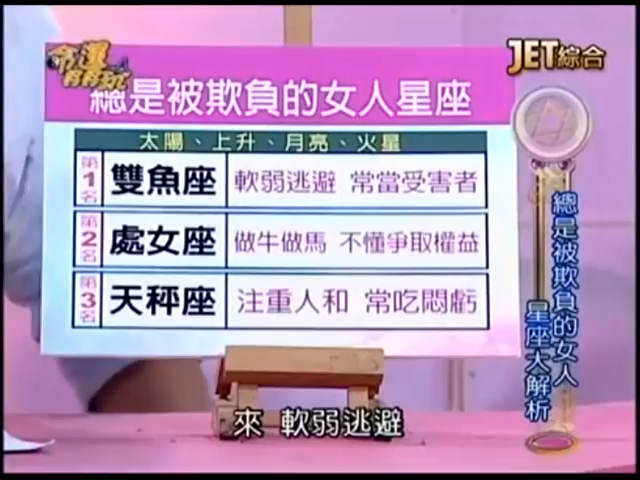 命運好好玩
JET綜合
總是被欺負的女人星座
太陽、上升、月亮、火星
第1名 雙魚座 軟弱逃避 常當受害者
第2名 處女座 做牛做馬 不懂爭取權益
第3名 天秤座 注重人和 常吃悶虧
總是被欺負的女人
星座大解析
來 軟弱逃避